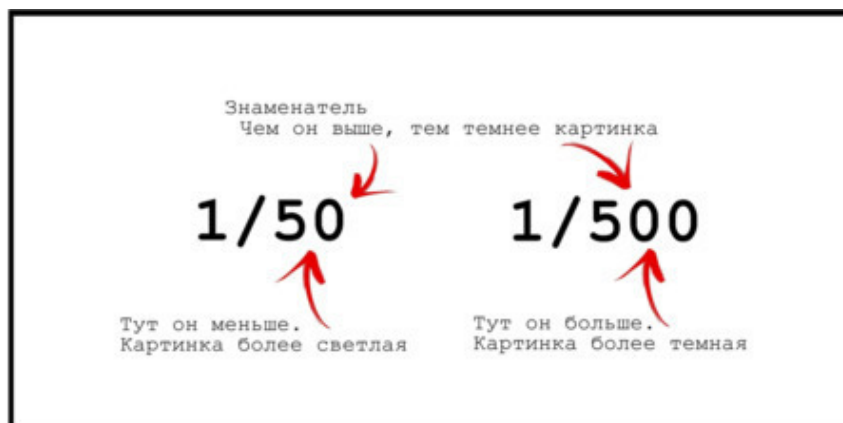 Знаменатель
Чем он выше, тем темнее картинка
1/50 1/500
Тут он меньше.
Картинка более светлая
Тут он больше.
Картинка более темная